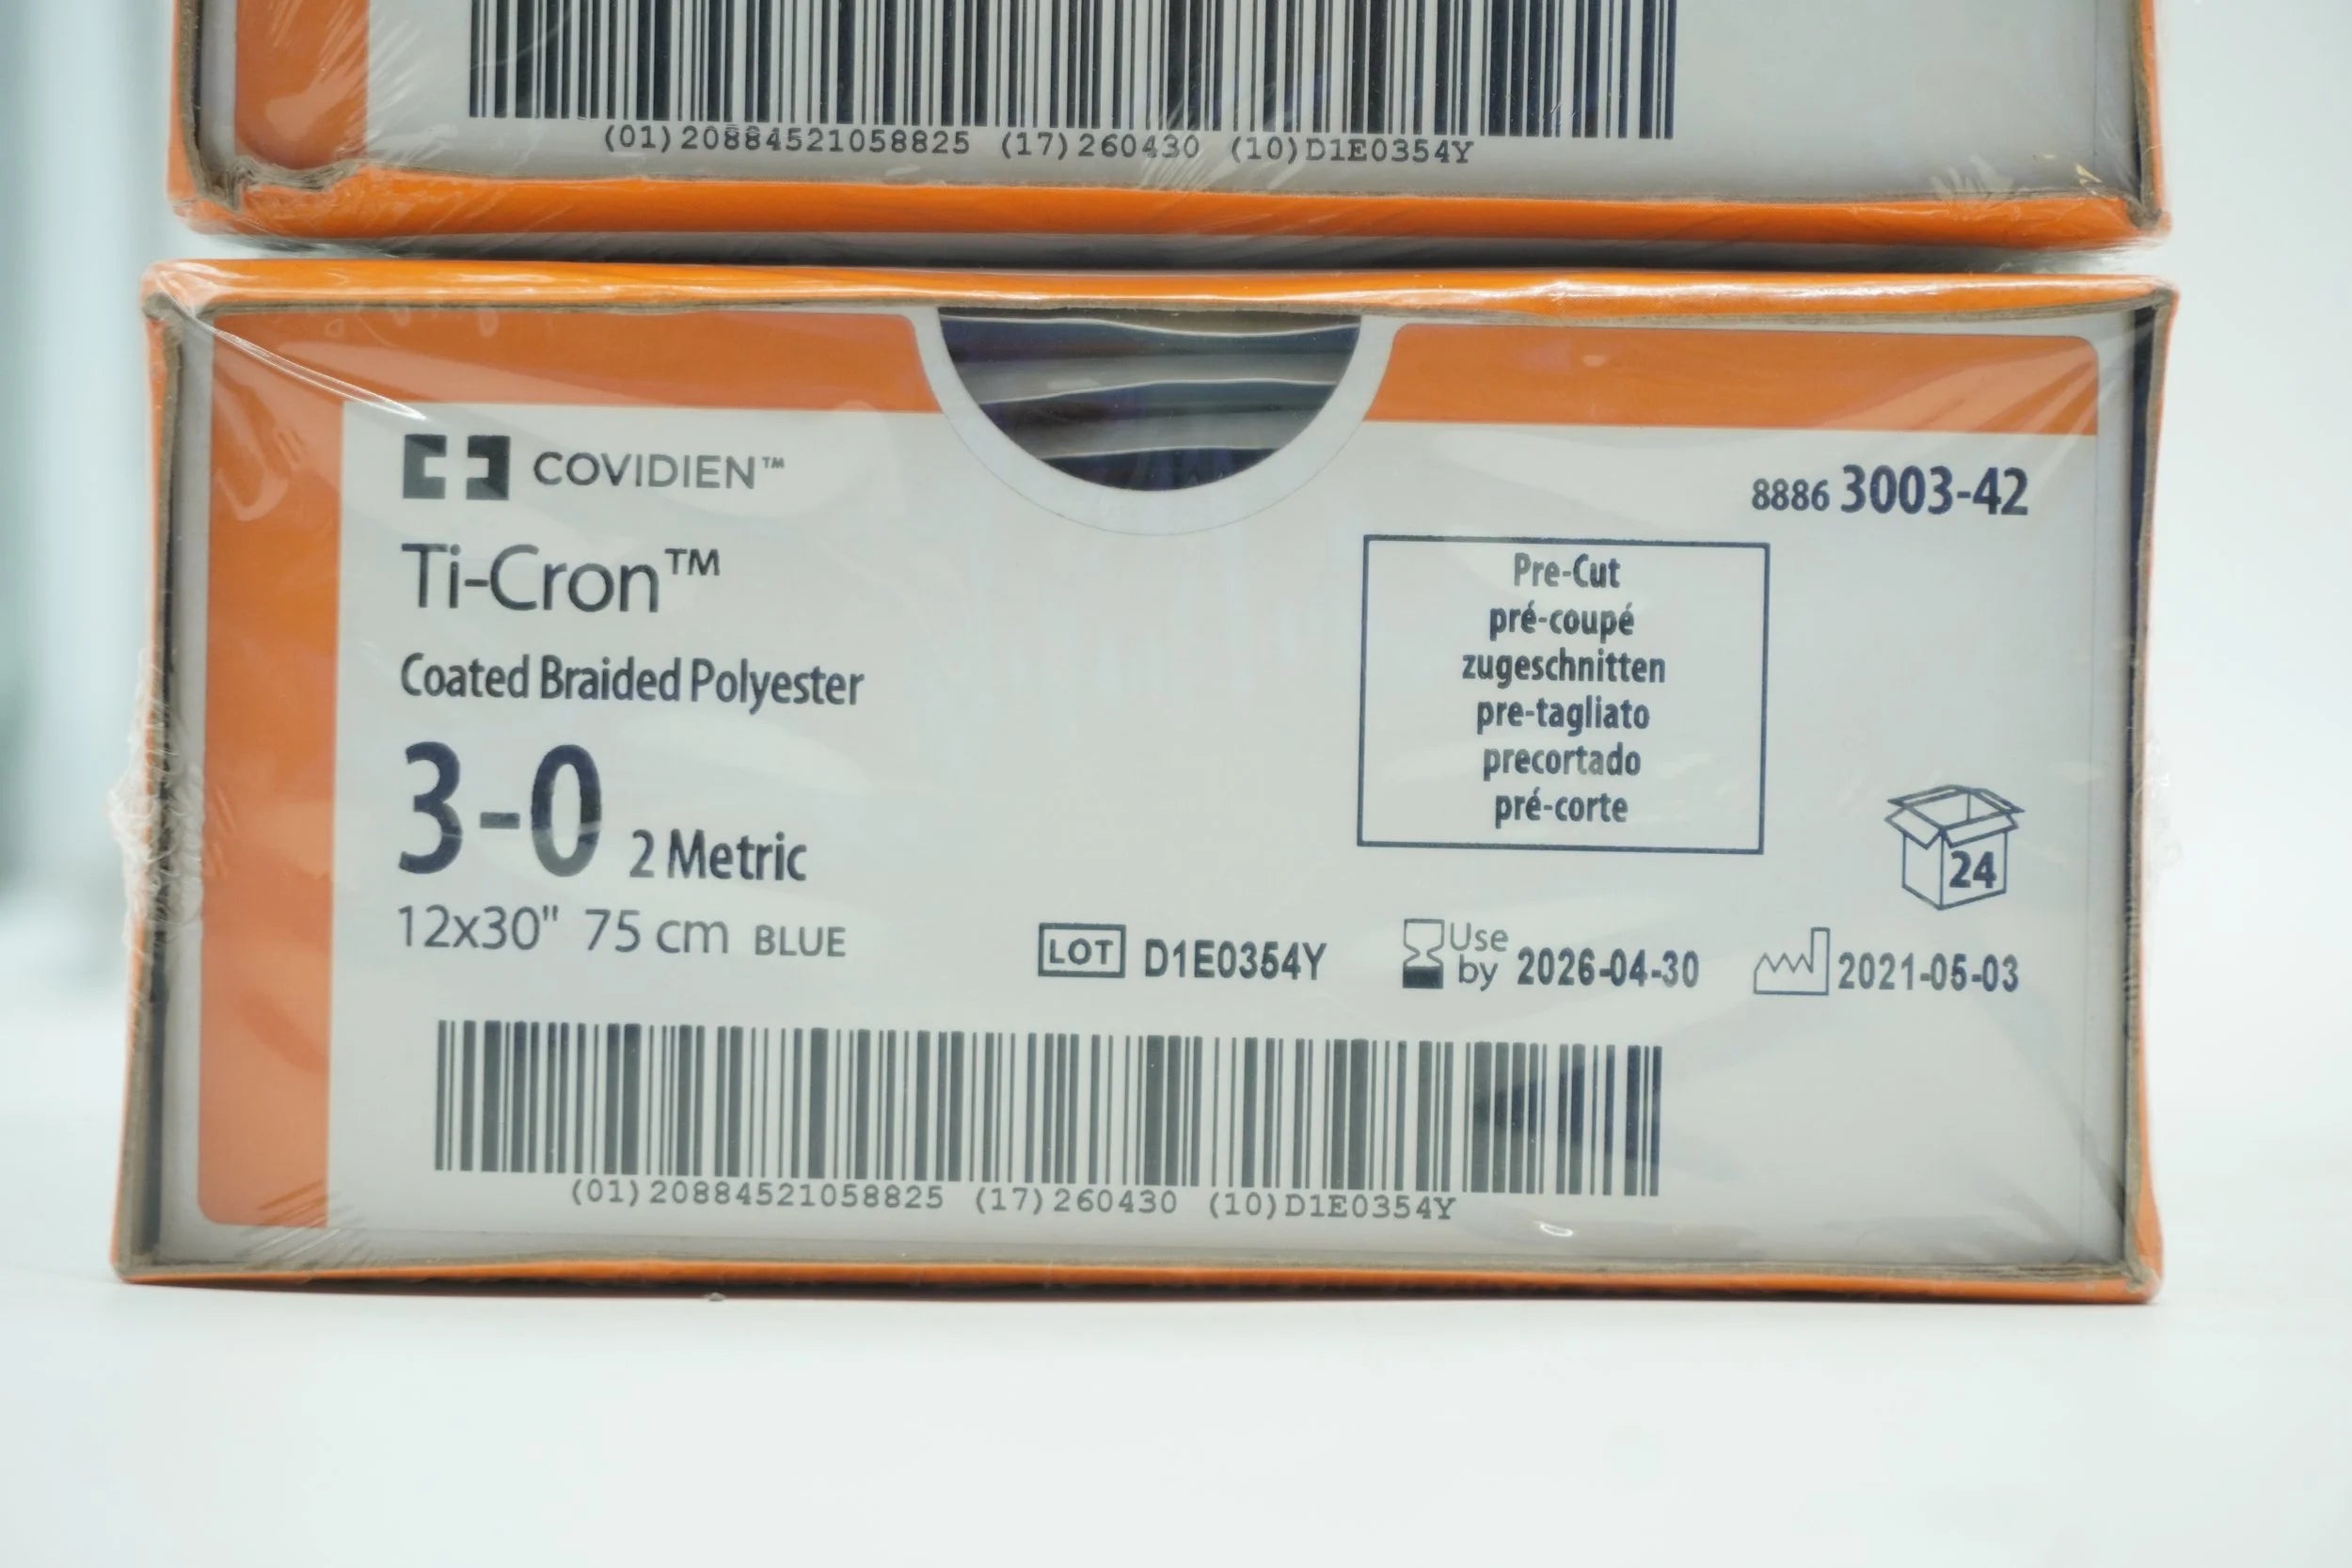 (01)20884521058825 (17)260430 (10)D1E0354Y
COVIDIEN™
8886 3003-42
Ti-Cron™
Coated Braided Polyester
3-0 2 Metric
12x30" 75 cm BLUE
Pre-Cut
pré-coupé
zugeschnitten
pre-tagliato
precortado
pré-corte
24
LOT D1E0354Y
Use by 2026-04-30
2021-05-03
(01)20884521058825 (17)260430 (10)D1E0354Y